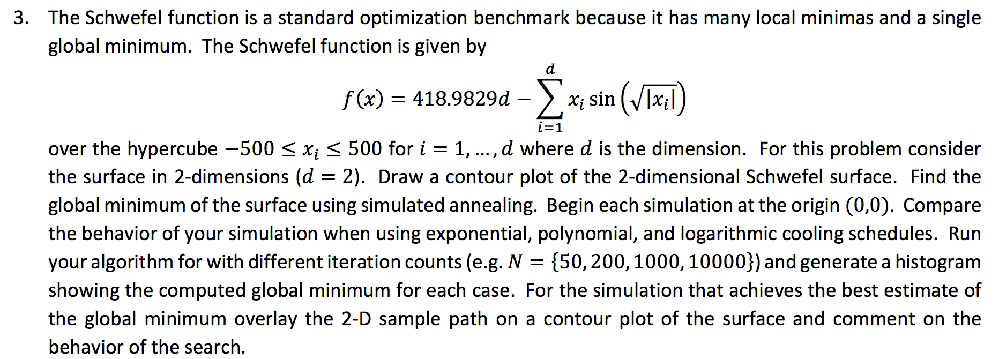 3. The Schwefel function is a standard optimization benchmark because it has many local minimas and a single
global minimum. The Schwefel function is given by
f(x) = 418.9829d − ∑_{i=1}^{d} x_i sin(√|x_i|)
over the hypercube −500 ≤ x_i ≤ 500 for i = 1, … , d where d is the dimension. For this problem consider
the surface in 2-dimensions (d = 2). Draw a contour plot of the 2-dimensional Schwefel surface. Find the
global minimum of the surface using simulated annealing. Begin each simulation at the origin (0,0). Compare
the behavior of your simulation when using exponential, polynomial, and logarithmic cooling schedules. Run
your algorithm for with different iteration counts (e.g. N = {50, 200, 1000, 10000}) and generate a histogram
showing the computed global minimum for each case. For the simulation that achieves the best estimate of
the global minimum overlay the 2-D sample path on a contour plot of the surface and comment on the
behavior of the search.